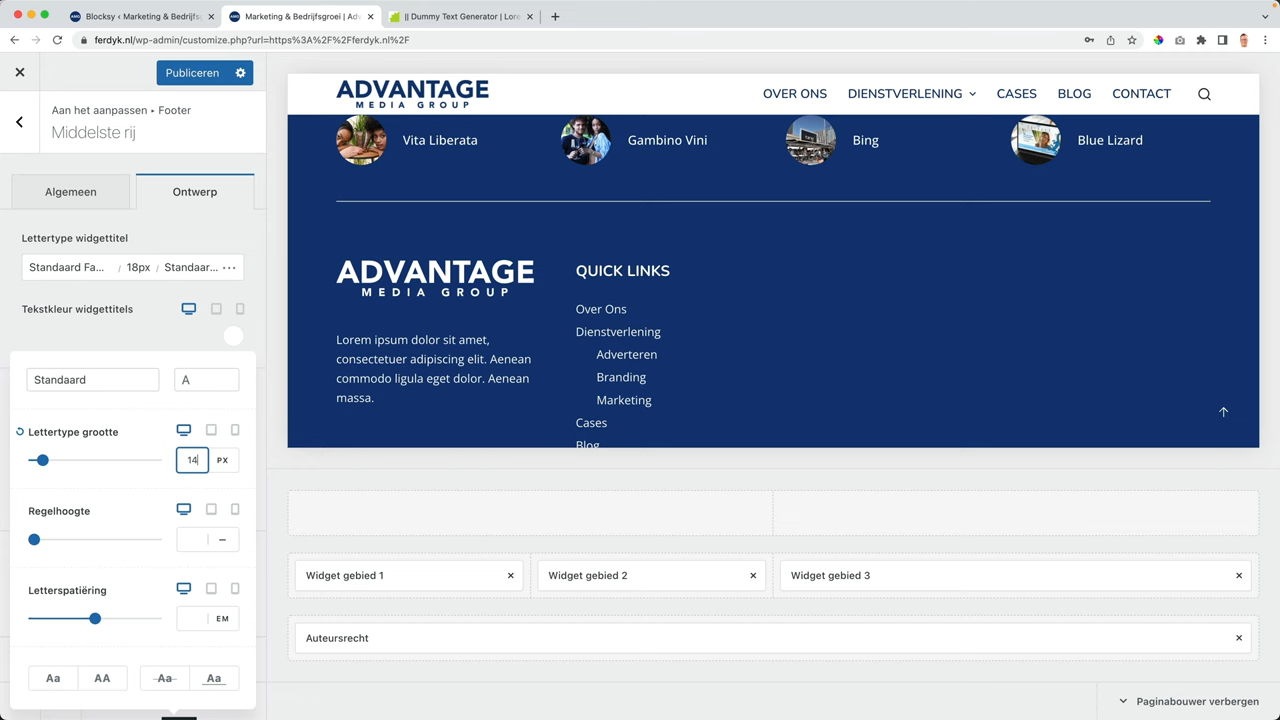 Blocksy ‹ Marketing & Bedrijfsg
Marketing & Bedrijfsgroei | Adv
|| Dummy Text Generator | Lore
ferdyk.nl/wp-admin/customize.php?url=https%3A%2F%2Fferdyk.nl%2F
Publiceren
Aan het aanpassen • Footer
Middelste rij
Algemeen
Ontwerp
Lettertype widgettitel
Standaard Fa... / 18px / Standaar...
Tekstkleur widgettitels
Standaard
A
Lettertype grootte
14
PX
Regelhoogte
Letterspatiëring
EM
Aa
AA
Aa
Aa
ADVANTAGE
MEDIA GROUP
OVER ONS
DIENSTVERLENING
CASES
BLOG
CONTACT
Vita Liberata
Gambino Vini
Bing
Blue Lizard
ADVANTAGE
MEDIA GROUP
Lorem ipsum dolor sit amet,
consectetuer adipiscing elit. Aenean
commodo ligula eget dolor. Aenean
massa.
QUICK LINKS
Over Ons
Dienstverlening
Adverteren
Branding
Marketing
Cases
Blog
Widget gebied 1
Widget gebied 2
Widget gebied 3
Auteursrecht
Paginabouwer verbergen